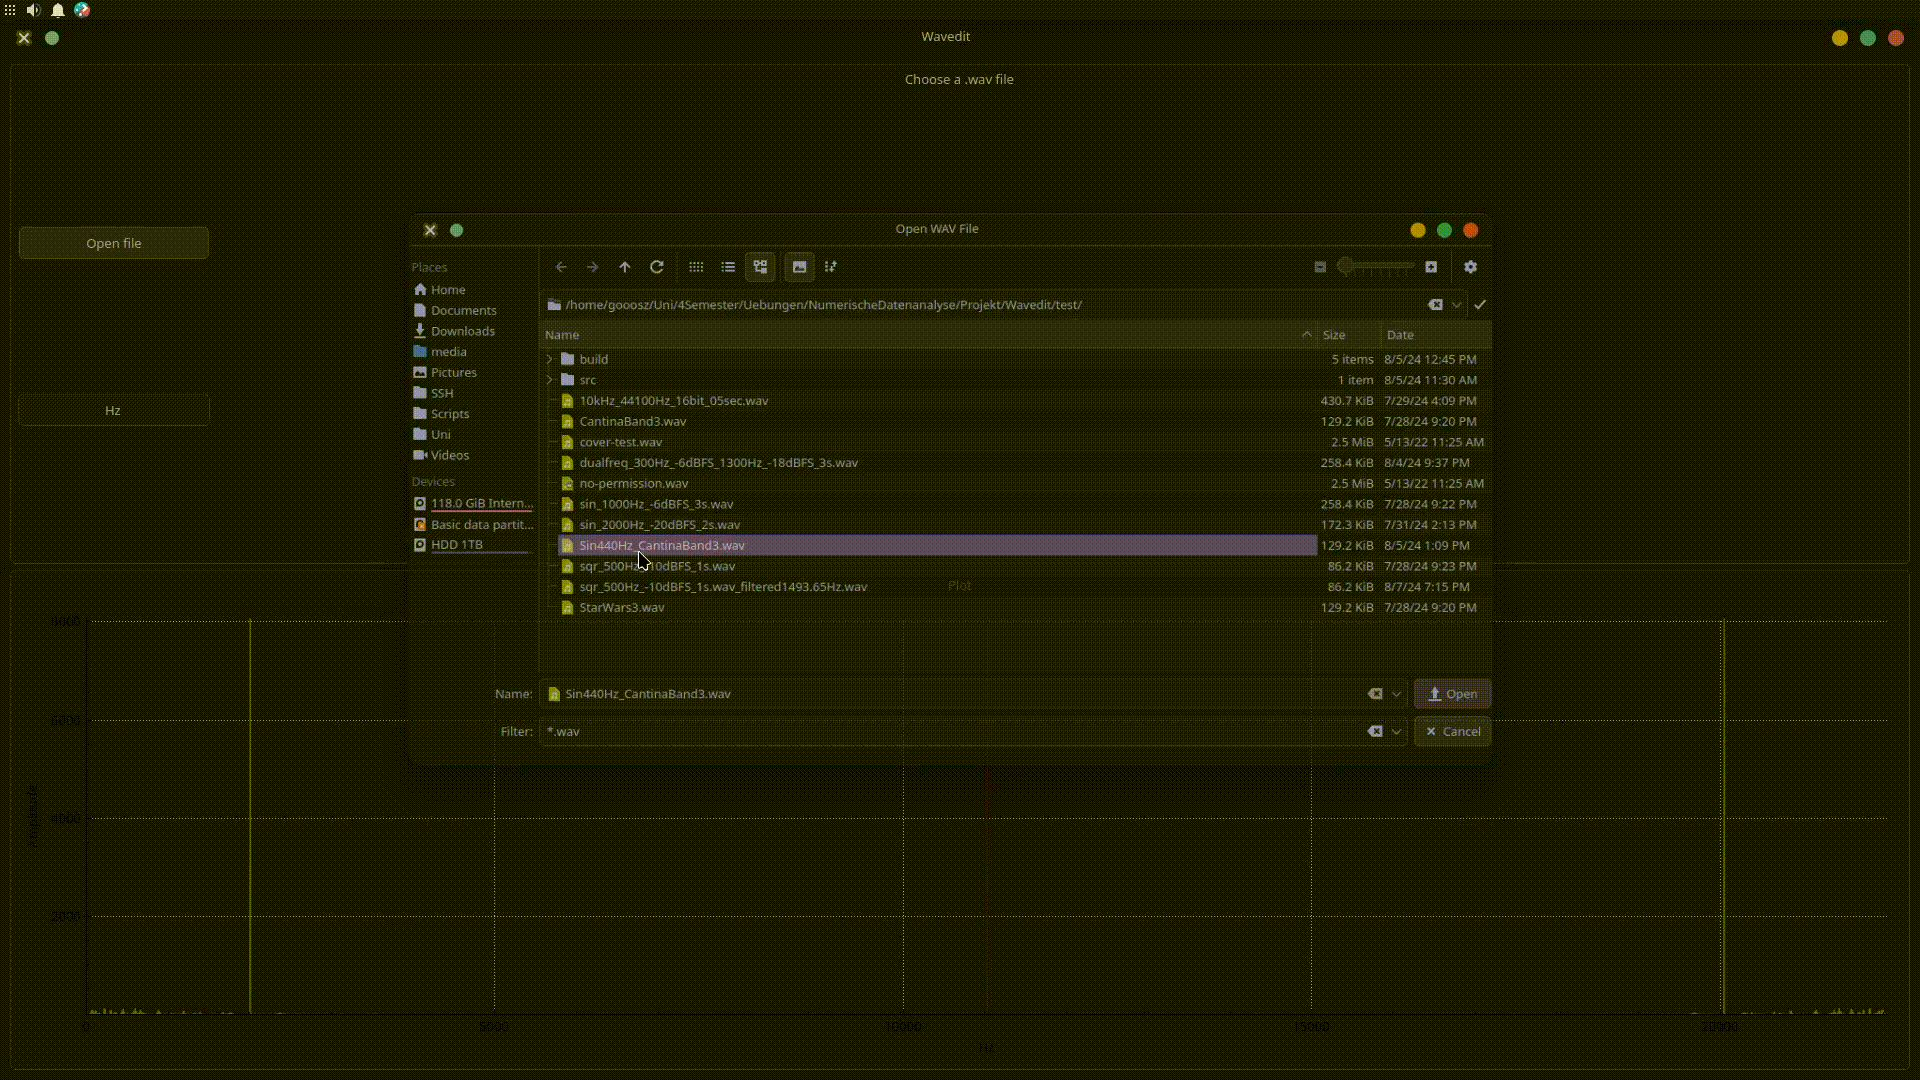 Wavedit
Choose a .wav file
Open file
Hz
Open WAV File
Places
Home
Documents
Downloads
media
Pictures
SSH
Scripts
Uni
Videos
Devices
118.0 GiB Intern...
Basic data partit...
HDD 1TB
/home/gooosz/Uni/4Semester/Uebungen/NumerischeDatenanalyse/Projekt/Wavedit/test/
Name Size Date
build 5 items 8/5/24 12:45 PM
src 1 item 8/5/24 11:30 AM
10kHz_44100Hz_16bit_05sec.wav 430.7 KiB 7/29/24 4:09 PM
CantinaBand3.wav 129.2 KiB 7/28/24 9:20 PM
cover-test.wav 2.5 MiB 5/13/22 11:25 AM
dualfreq_300Hz_-6dBFS_1300Hz_-18dBFS_3s.wav 258.4 KiB 8/4/24 9:37 PM
no-permission.wav 2.5 MiB 5/13/22 11:25 AM
sin_1000Hz_-6dBFS_3s.wav 258.4 KiB 7/28/24 9:22 PM
sin_2000Hz_-20dBFS_2s.wav 172.3 KiB 7/31/24 2:13 PM
Sin440Hz_CantinaBand3.wav 129.2 KiB 8/5/24 1:09 PM
sqr_500Hz_-10dBFS_1s.wav 86.2 KiB 7/28/24 9:23 PM
sqr_500Hz_-10dBFS_1s.wav_filtered1493.65Hz.wav 86.2 KiB 8/7/24 7:15 PM
StarWars3.wav 129.2 KiB 7/28/24 9:20 PM
Name: Sin440Hz_CantinaBand3.wav Open
Filter: *.wav Cancel
Plot
8000
6000
4000
2000
Amplitude
0 5000 10000 15000 20000
Hz